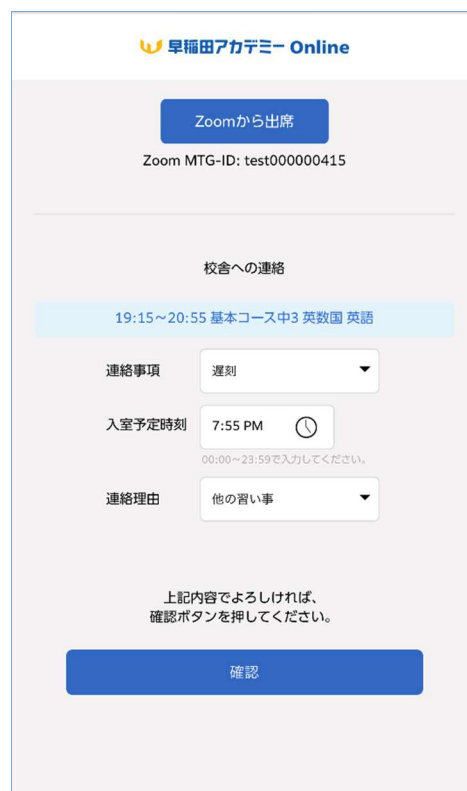 早稲田アカデミー Online
Zoomから出席
Zoom MTG-ID: test000000415
校舎への連絡
19:15～20:55 基本コース中3 英数国 英語
連絡事項 遅刻
入室予定時刻 7:55 PM
00:00～23:59で入力してください。
連絡理由 他の習い事
上記内容でよろしければ、
確認ボタンを押してください。
確認